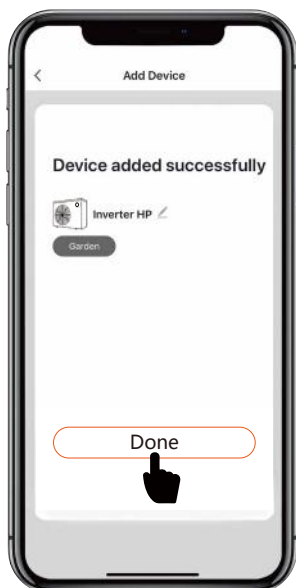 Add Device
Device added successfully
Inverter HP
Garden
Done